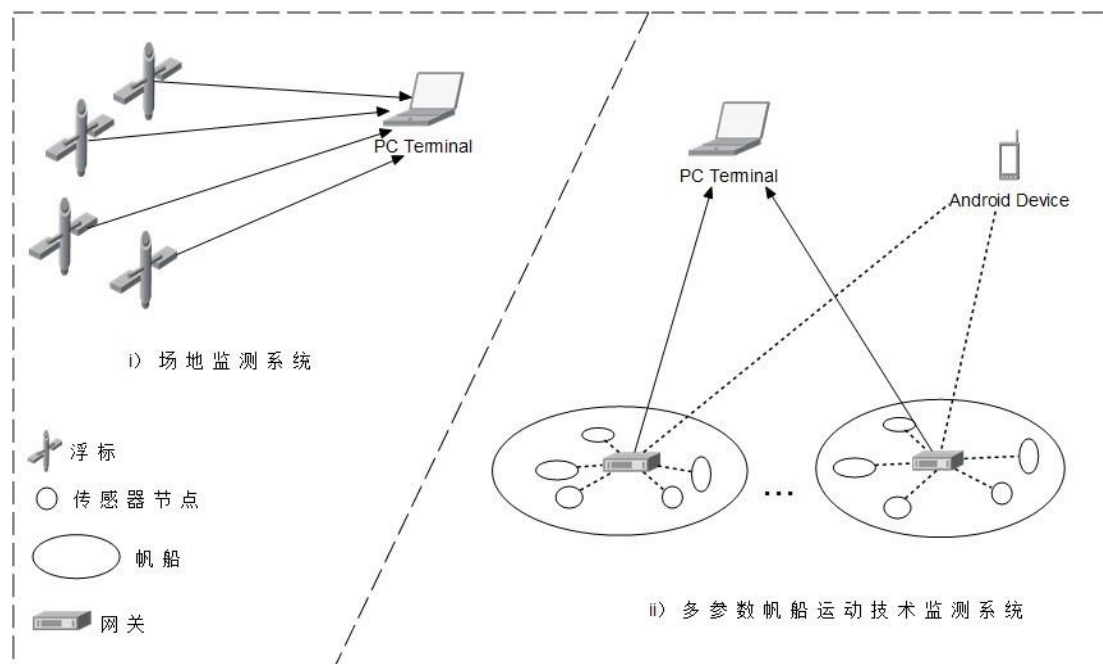 PC Terminal
i) 场地监测系统
浮标
传感器节点
帆船
网关
PC Terminal
Android Device
...
ii) 多参数帆船运动技术监测系统